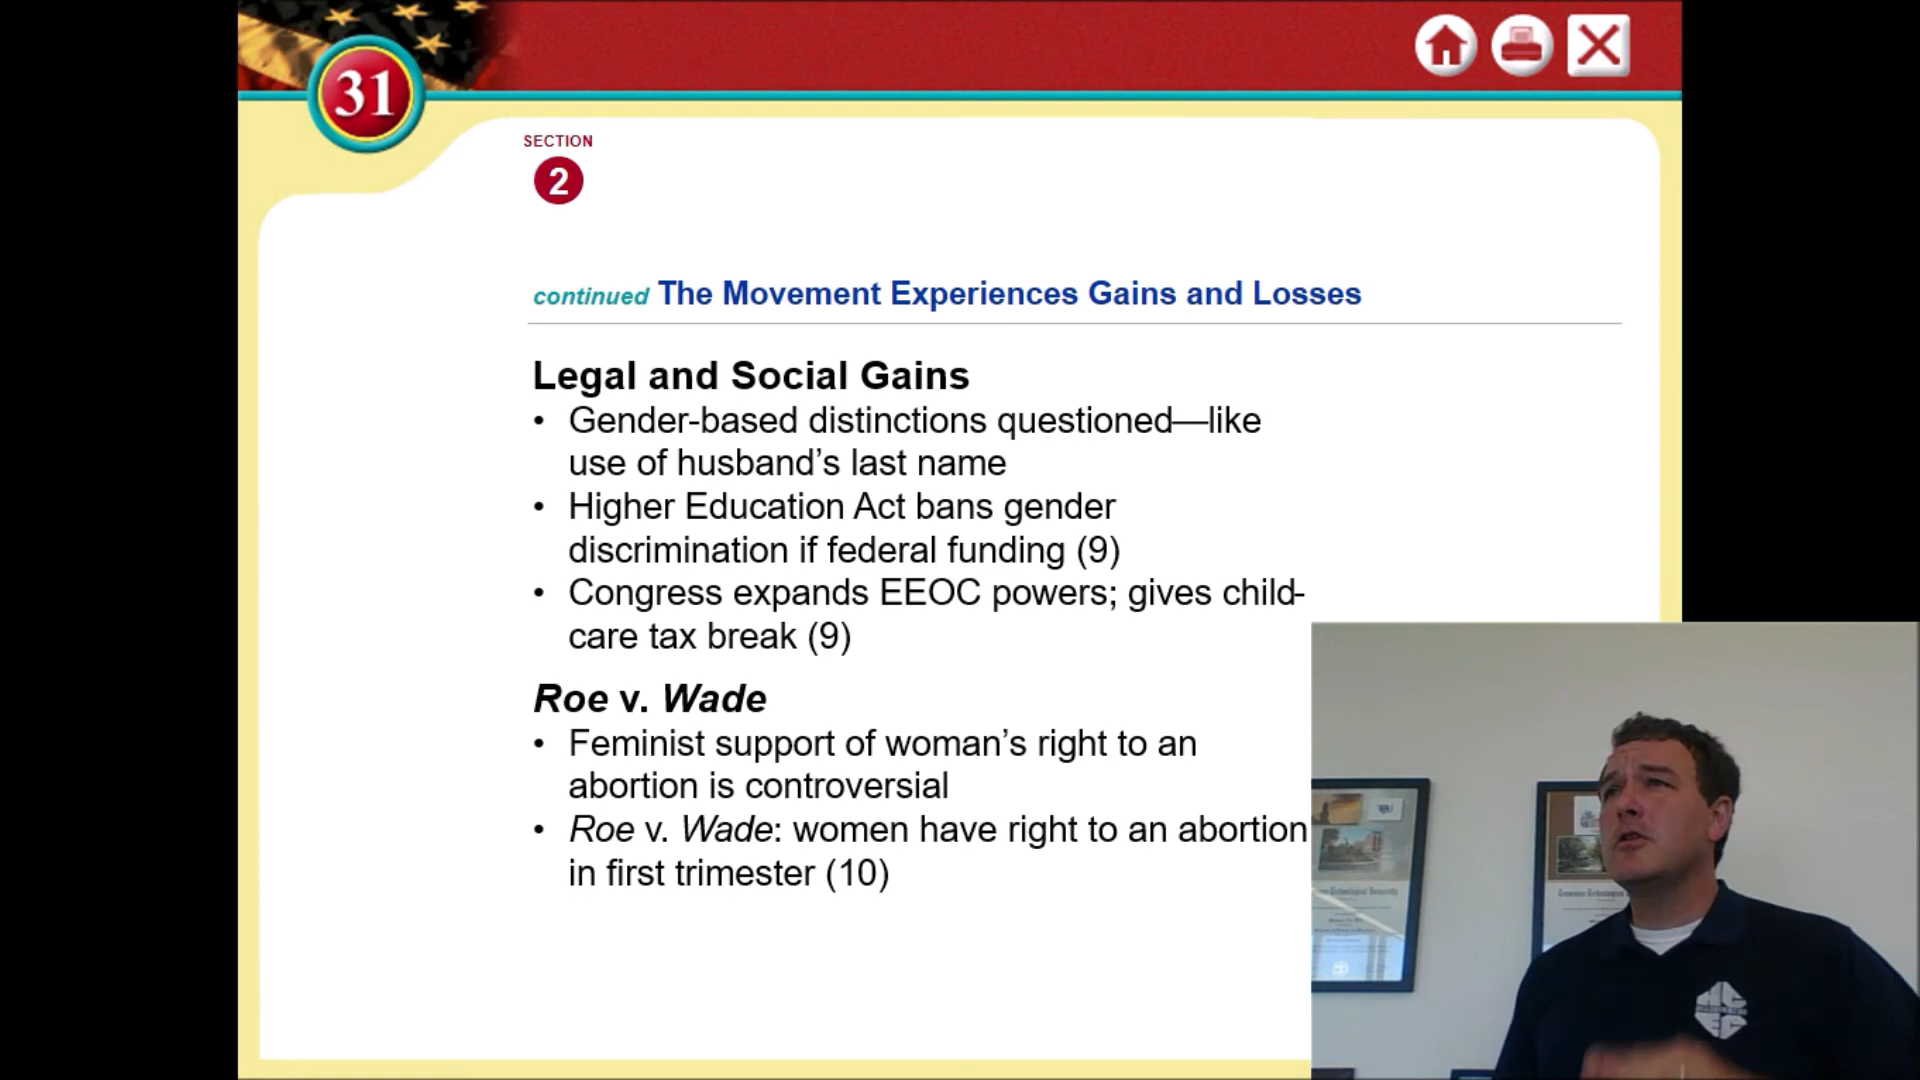 31
SECTION
2
continued The Movement Experiences Gains and Losses
Legal and Social Gains
• Gender-based distinctions questioned—like
use of husband’s last name
• Higher Education Act bans gender
discrimination if federal funding (9)
• Congress expands EEOC powers; gives child-
care tax break (9)
Roe v. Wade
• Feminist support of woman’s right to an
abortion is controversial
• Roe v. Wade: women have right to an abortion
in first trimester (10)